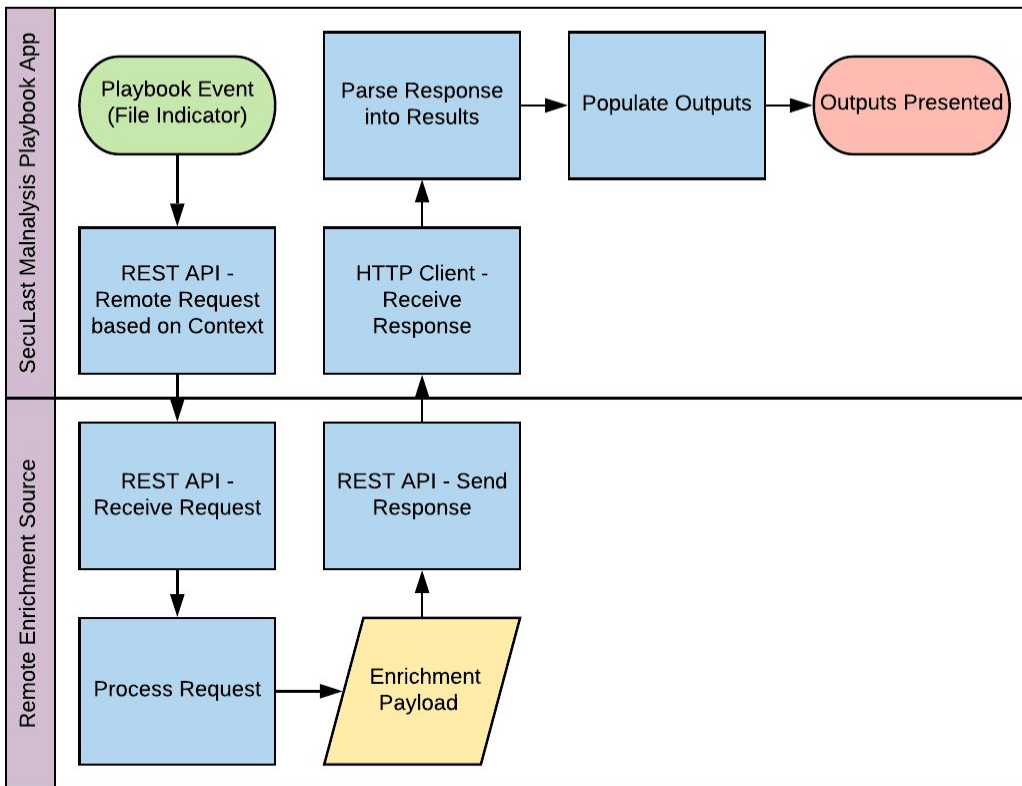 SecuLast Malnalysis Playbook App
Playbook Event
(File Indicator)
REST API -
Remote Request
based on Context
Parse Response
into Results
HTTP Client -
Receive
Response
Populate Outputs
Outputs Presented
Remote Enrichment Source
REST API -
Receive Request
Process Request
REST API - Send
Response
Enrichment
Payload